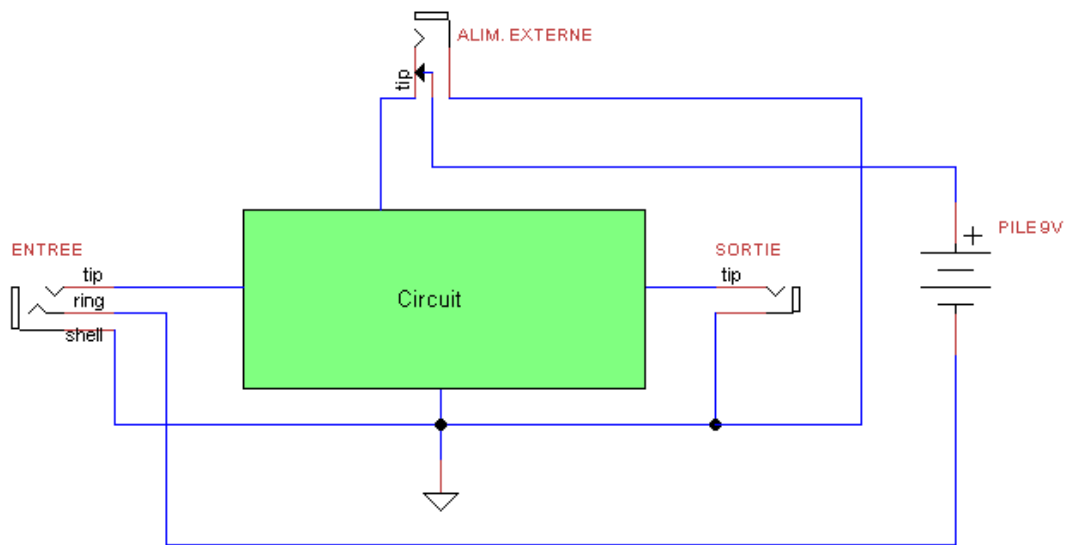 ALIM. EXTERNE
tip
ENTREE
tip
ring
shell
Circuit
SORTIE
tip
+
PILE 9V